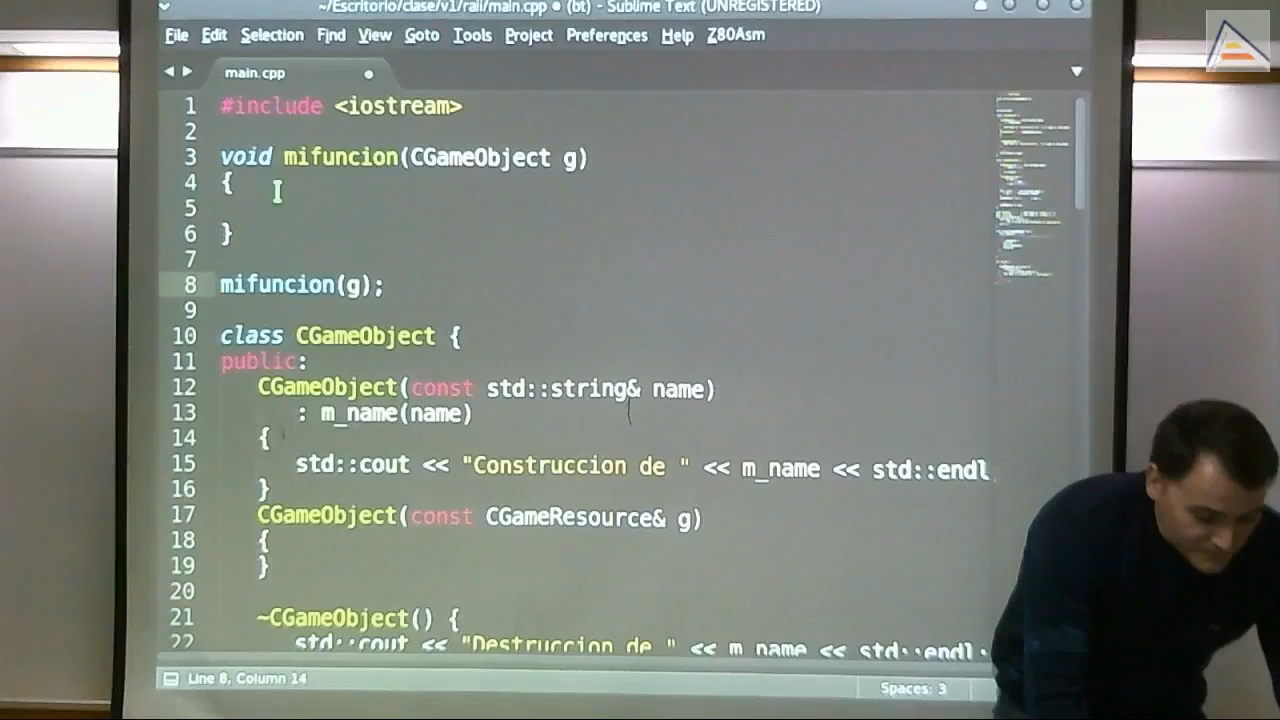 ~/Escritorio/clase/v1/raii/main.cpp • (bt) - Sublime Text (UNREGISTERED)
File Edit Selection Find View Goto Tools Project Preferences Help Z80Asm
main.cpp
1 #include <iostream>
2
3 void mifuncion(CGameObject g)
4 {
5
6 }
7
8 mifuncion(g);
9
10 class CGameObject {
11 public:
12 CGameObject(const std::string& name)
13 : m_name(name)
14 {
15 std::cout << "Construccion de " << m_name << std::endl
16 }
17 CGameObject(const CGameResource& g)
18 {
19 }
20
21 ~CGameObject() {
22 std::cout << "Destruccion de " << m_name << std::endl
Line 8, Column 14
Spaces: 3